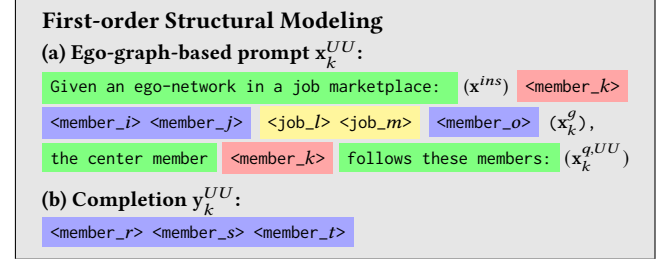 First-order Structural Modeling
(a) Ego-graph-based prompt x_k^{UU}:
Given an ego-network in a job marketplace: (x^{ins}) <member_k>
<member_i> <member_j> <job_l> <job_m> <member_o> (x_k^g),
the center member <member_k> follows these members: (x_k^{q,UU})
(b) Completion y_k^{UU}:
<member_r> <member_s> <member_t>